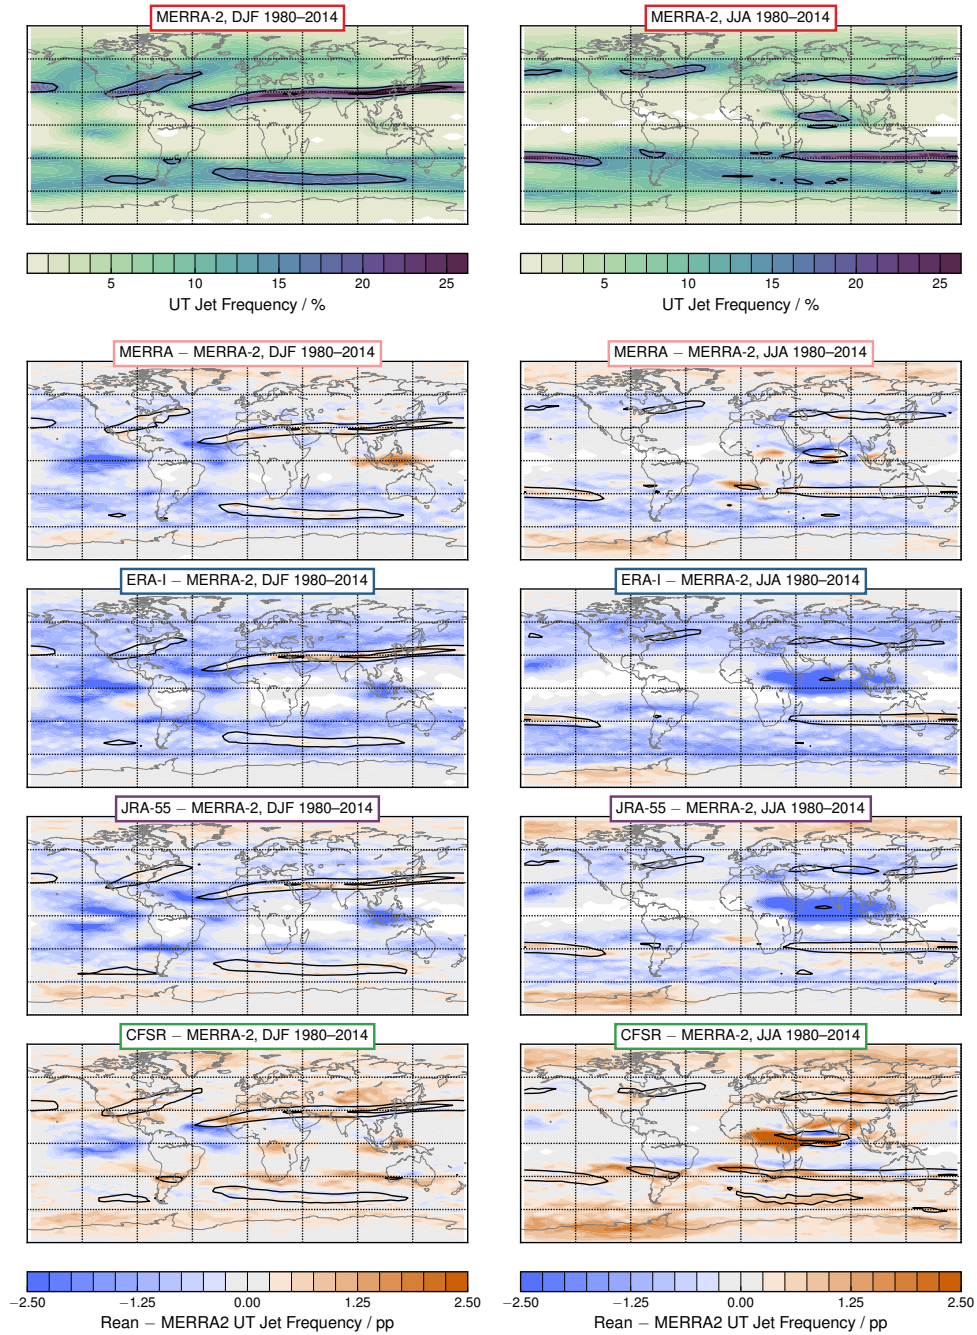 MERRA-2, DJF 1980–2014
MERRA-2, JJA 1980–2014
5 10 15 20 25
UT Jet Frequency / %
5 10 15 20 25
UT Jet Frequency / %
MERRA − MERRA-2, DJF 1980–2014
MERRA − MERRA-2, JJA 1980–2014
ERA-I − MERRA-2, DJF 1980–2014
ERA-I − MERRA-2, JJA 1980–2014
JRA-55 − MERRA-2, DJF 1980–2014
JRA-55 − MERRA-2, JJA 1980–2014
CFSR − MERRA-2, DJF 1980–2014
CFSR − MERRA-2, JJA 1980–2014
−2.50 −1.25 0.00 1.25 2.50
Rean − MERRA2 UT Jet Frequency / pp
−2.50 −1.25 0.00 1.25 2.50
Rean − MERRA2 UT Jet Frequency / pp